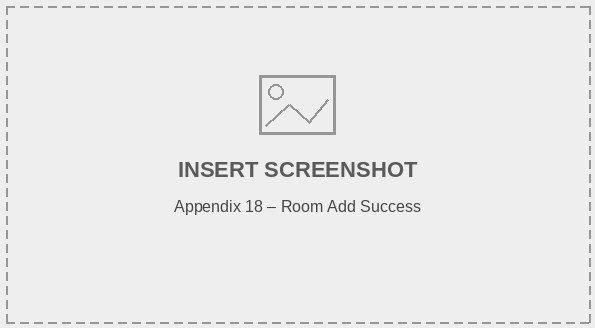 INSERT SCREENSHOT
Appendix 18 – Room Add Success